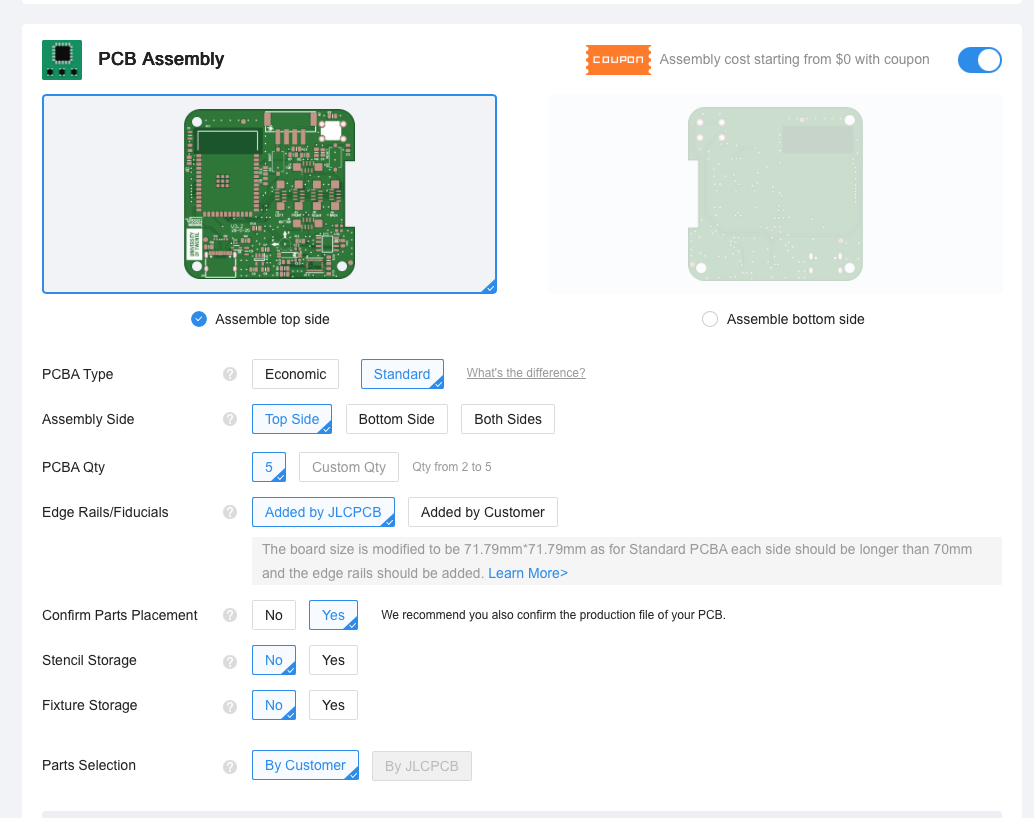 PCB Assembly
COUPON Assembly cost starting from $0 with coupon
UNIVERSITY
OF TWENTE.
Assemble top side
Assemble bottom side
PCBA Type ? Economic Standard What's the difference?
Assembly Side ? Top Side Bottom Side Both Sides
PCBA Qty 5 Custom Qty Qty from 2 to 5
Edge Rails/Fiducials ? Added by JLCPCB Added by Customer
The board size is modified to be 71.79mm*71.79mm as for Standard PCBA each side should be longer than 70mm
and the edge rails should be added. Learn More>
Confirm Parts Placement ? No Yes We recommend you also confirm the production file of your PCB.
Stencil Storage ? No Yes
Fixture Storage ? No Yes
Parts Selection ? By Customer By JLCPCB